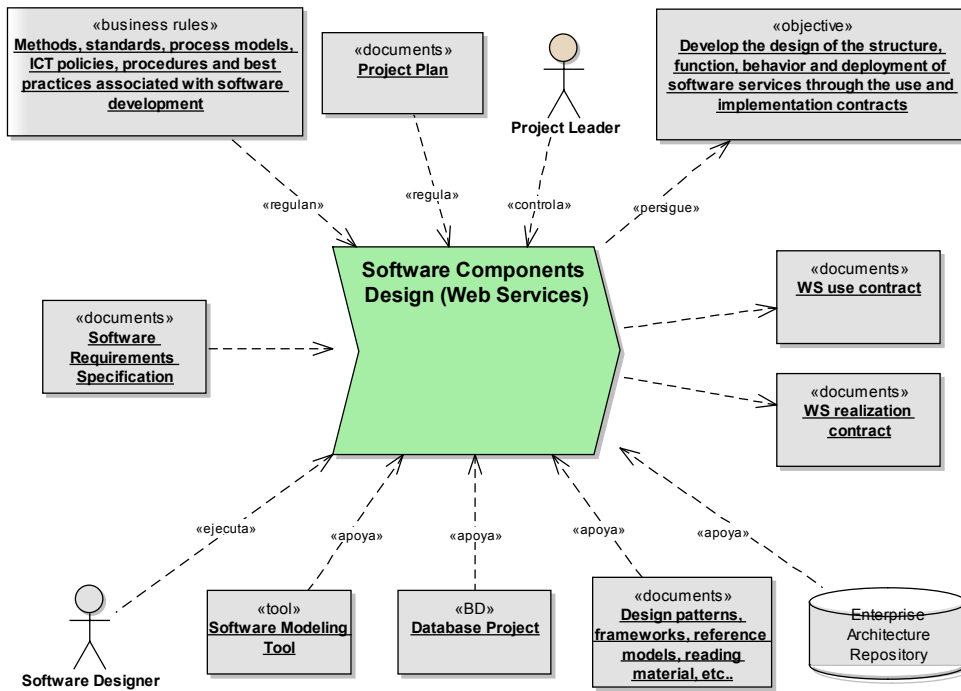 «business rules»
Methods, standards, process models,
ICT policies, procedures and best
practices associated with software
development
«documents»
Project Plan
Project Leader
«objective»
Develop the design of the structure,
function, behavior and deployment of
software services through the use and
implementation contracts
«regulan»
«regula»
«controla»
«persigue»
Software Components
Design (Web Services)
«documents»
WS use contract
«documents»
Software
Requirements
Specification
«documents»
WS realization
contract
«ejecuta»
«apoya»
«apoya»
«apoya»
«apoya»
Software Designer
«tool»
Software Modeling
Tool
«BD»
Database Project
«documents»
Design patterns,
frameworks, reference
models, reading
material, etc..
Enterprise
Architecture
Repository